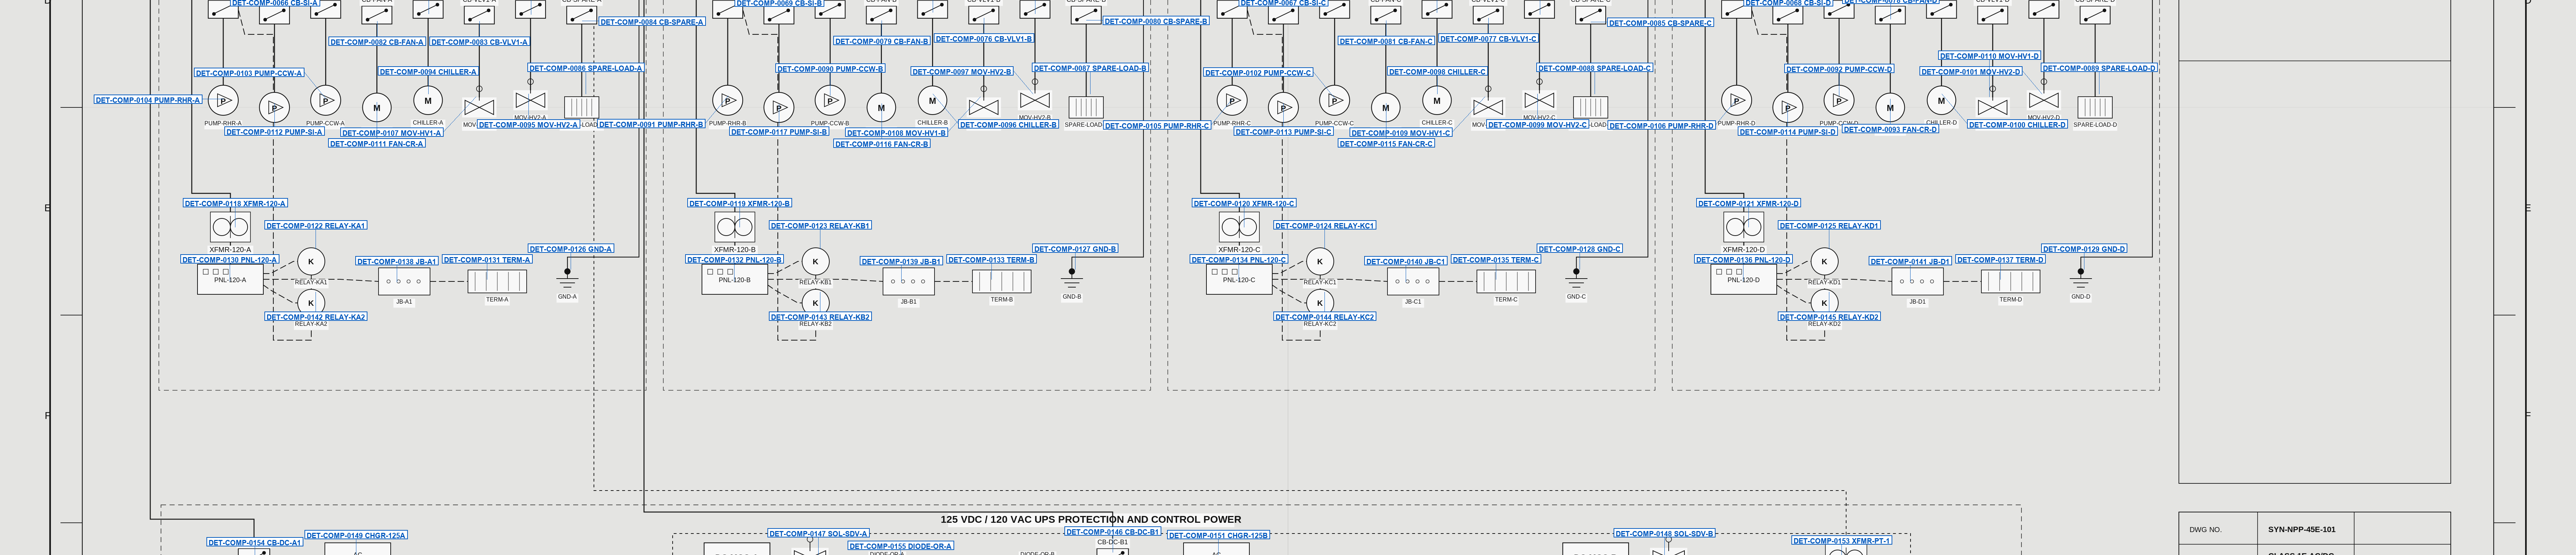 DET-COMP-0066 CB-SI-A
DET-COMP-0069 CB-SI-B
DET-COMP-0067 CB-SI-C
DET-COMP-0068 CB-SI-D
DET-COMP-0084 CB-SPARE-A
DET-COMP-0080 CB-SPARE-B
DET-COMP-0085 CB-SPARE-C
DET-COMP-0082 CB-FAN-A
DET-COMP-0083 CB-VLV1-A
DET-COMP-0079 CB-FAN-B
DET-COMP-0076 CB-VLV1-B
DET-COMP-0081 CB-FAN-C
DET-COMP-0077 CB-VLV1-C
DET-COMP-0110 MOV-HV1-D
DET-COMP-0103 PUMP-CCW-A
DET-COMP-0094 CHILLER-A
DET-COMP-0086 SPARE-LOAD-A
DET-COMP-0090 PUMP-CCW-B
DET-COMP-0097 MOV-HV2-B
DET-COMP-0087 SPARE-LOAD-B
DET-COMP-0102 PUMP-CCW-C
DET-COMP-0098 CHILLER-C
DET-COMP-0088 SPARE-LOAD-C
DET-COMP-0092 PUMP-CCW-D
DET-COMP-0101 MOV-HV2-D
DET-COMP-0089 SPARE-LOAD-D
DET-COMP-0104 PUMP-RHR-A
P P P M M
P P P M M
P P P M M
P P P M M
PUMP-RHR-A
PUMP-CCW-A
CHILLER-A
MOV-HV2-A
DET-COMP-0095 MOV-HV2-A
DET-COMP-0091 PUMP-RHR-B
PUMP-RHR-B
PUMP-CCW-B
CHILLER-B
MOV-HV2-B
DET-COMP-0096 CHILLER-B
SPARE-LOAD-B
DET-COMP-0105 PUMP-RHR-C
PUMP-RHR-C
PUMP-CCW-C
CHILLER-C
MOV-HV2-C
DET-COMP-0099 MOV-HV2-C
DET-COMP-0106 PUMP-RHR-D
PUMP-RHR-D
PUMP-CCW-D
CHILLER-D
MOV-HV2-D
DET-COMP-0100 CHILLER-D
SPARE-LOAD-D
DET-COMP-0112 PUMP-SI-A
DET-COMP-0107 MOV-HV1-A
DET-COMP-0117 PUMP-SI-B
DET-COMP-0108 MOV-HV1-B
DET-COMP-0113 PUMP-SI-C
DET-COMP-0109 MOV-HV1-C
DET-COMP-0114 PUMP-SI-D
DET-COMP-0093 FAN-CR-D
DET-COMP-0111 FAN-CR-A
DET-COMP-0116 FAN-CR-B
DET-COMP-0115 FAN-CR-C
E
E
DET-COMP-0118 XFMR-120-A
DET-COMP-0119 XFMR-120-B
DET-COMP-0120 XFMR-120-C
DET-COMP-0121 XFMR-120-D
DET-COMP-0122 RELAY-KA1
DET-COMP-0123 RELAY-KB1
DET-COMP-0124 RELAY-KC1
DET-COMP-0125 RELAY-KD1
XFMR-120-A
DET-COMP-0126 GND-A
XFMR-120-B
DET-COMP-0127 GND-B
XFMR-120-C
DET-COMP-0128 GND-C
XFMR-120-D
DET-COMP-0129 GND-D
DET-COMP-0130 PNL-120-A
DET-COMP-0138 JB-A1
DET-COMP-0131 TERM-A
DET-COMP-0132 PNL-120-B
DET-COMP-0139 JB-B1
DET-COMP-0133 TERM-B
DET-COMP-0134 PNL-120-C
DET-COMP-0140 JB-C1
DET-COMP-0135 TERM-C
DET-COMP-0136 PNL-120-D
DET-COMP-0141 JB-D1
DET-COMP-0137 TERM-D
K
K
K
K
PNL-120-A
RELAY-KA1
PNL-120-B
RELAY-KB1
PNL-120-C
RELAY-KC1
PNL-120-D
RELAY-KD1
K
JB-A1
TERM-A
GND-A
K
JB-B1
TERM-B
GND-B
K
JB-C1
TERM-C
GND-C
K
JB-D1
TERM-D
GND-D
DET-COMP-0142 RELAY-KA2
DET-COMP-0143 RELAY-KB2
DET-COMP-0144 RELAY-KC2
DET-COMP-0145 RELAY-KD2
RELAY-KA2
RELAY-KB2
RELAY-KC2
RELAY-KD2
F
F
125 VDC / 120 VAC UPS PROTECTION AND CONTROL POWER
DWG NO.
SYN-NPP-45E-101
DET-COMP-0154 CB-DC-A1
DET-COMP-0149 CHGR-125A
DET-COMP-0147 SOL-SDV-A
DET-COMP-0155 DIODE-OR-A
DET-COMP-0146 CB-DC-B1
CB-DC-B1
DET-COMP-0151 CHGR-125B
DET-COMP-0148 SOL-SDV-B
DET-COMP-0153 XFMR-PT-1